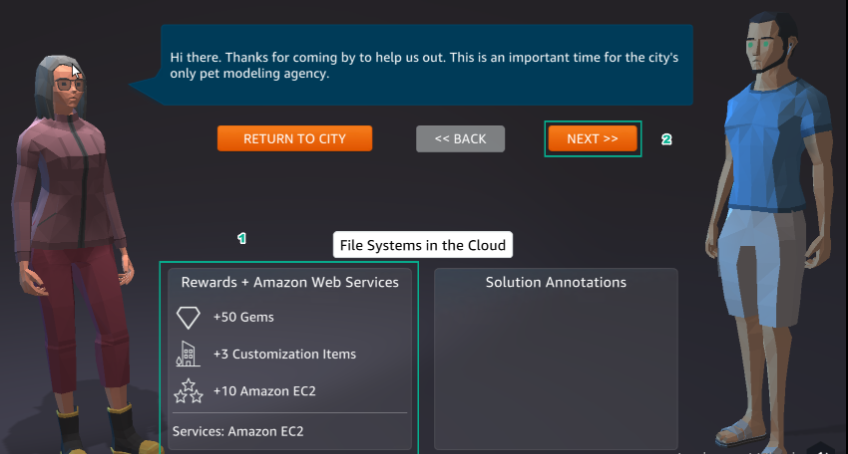 Hi there. Thanks for coming by to help us out. This is an important time for the city's
only pet modeling agency.
RETURN TO CITY
<< BACK
NEXT >>
2
1
File Systems in the Cloud
Rewards + Amazon Web Services
+50 Gems
+3 Customization Items
+10 Amazon EC2
Services: Amazon EC2
Solution Annotations